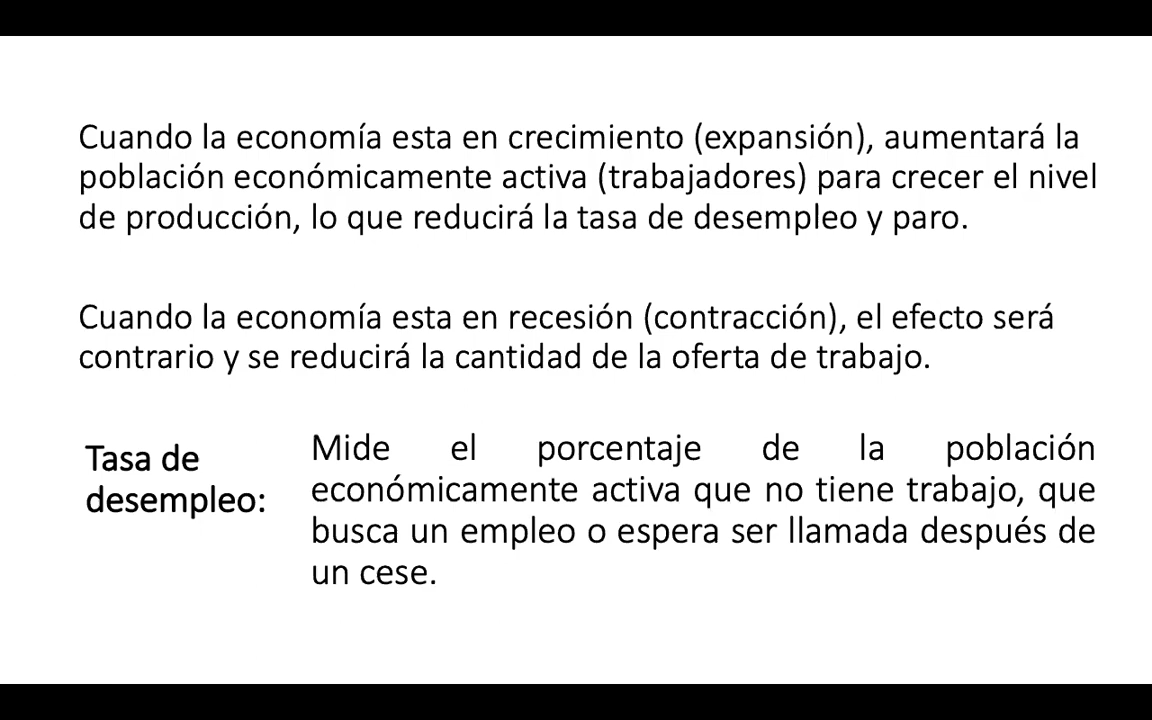 Cuando la economía esta en crecimiento (expansión), aumentará la
población económicamente activa (trabajadores) para crecer el nivel
de producción, lo que reducirá la tasa de desempleo y paro.
Cuando la economía esta en recesión (contracción), el efecto será
contrario y se reducirá la cantidad de la oferta de trabajo.
Tasa de
desempleo:
Mide el porcentaje de la población
económicamente activa que no tiene trabajo, que
busca un empleo o espera ser llamada después de
un cese.